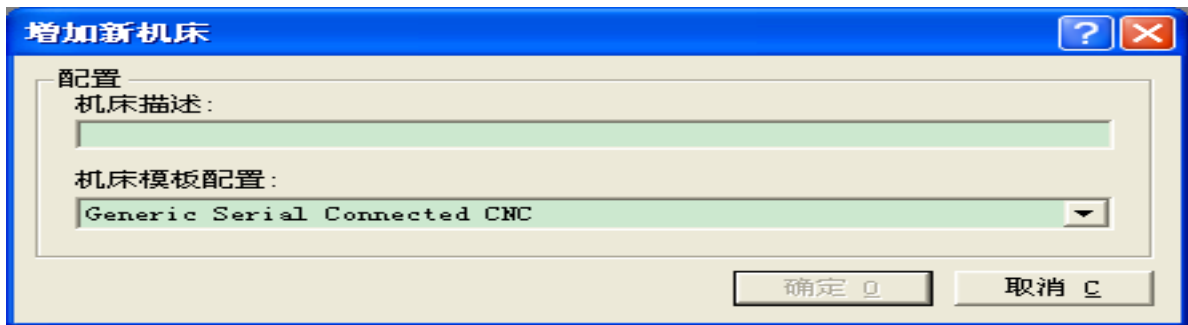 增加新机床
配置
机床描述:
机床模板配置:
Generic Serial Connected CNC
确定 O
取消 C